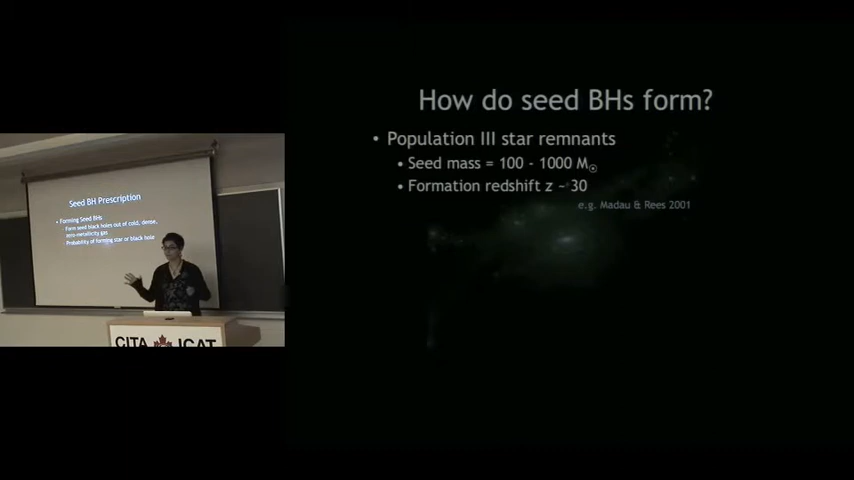 How do seed BHs form?
• Population III star remnants
• Seed mass = 100 - 1000 M☉
• Formation redshift z ~ 30
e.g. Madau & Rees 2001
Seed BH Prescription
• Forming Seed BHs
- Form seed black holes out of cold, dense,
zero-metallicity gas
- Probability of forming star or black hole
CITA ICAT